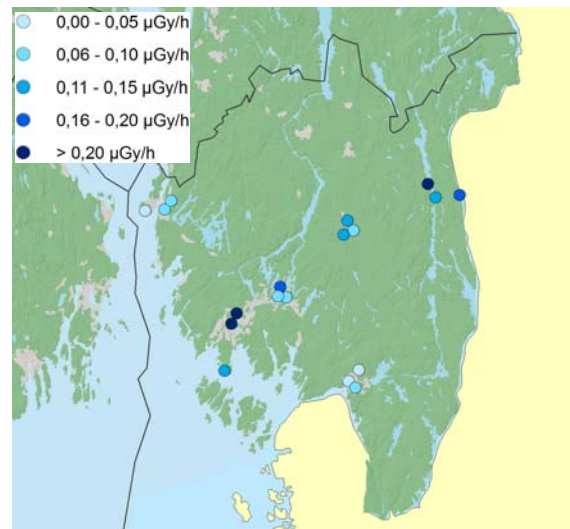 0,00 - 0,05 µGy/h
0,06 - 0,10 µGy/h
0,11 - 0,15 µGy/h
0,16 - 0,20 µGy/h
> 0,20 µGy/h